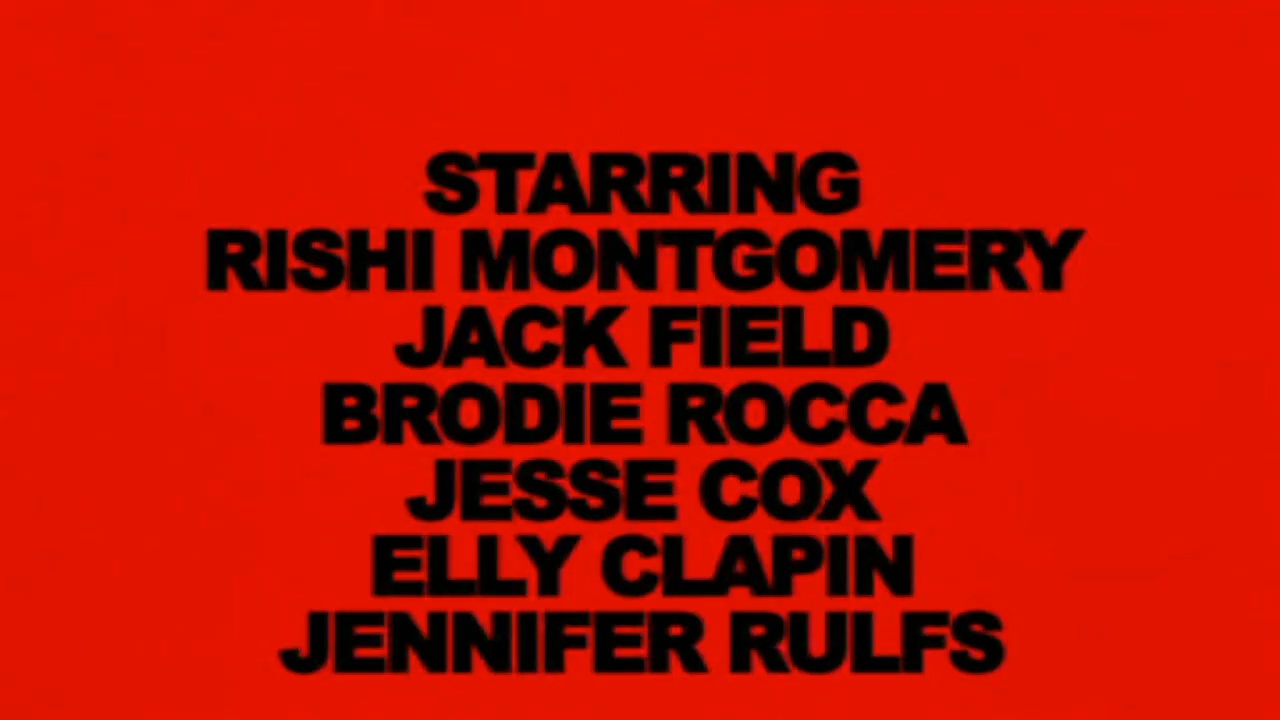 STARRING
RISHI MONTGOMERY
JACK FIELD
BRODIE ROCCA
JESSE COX
ELLY CLAPIN
JENNIFER RULFS